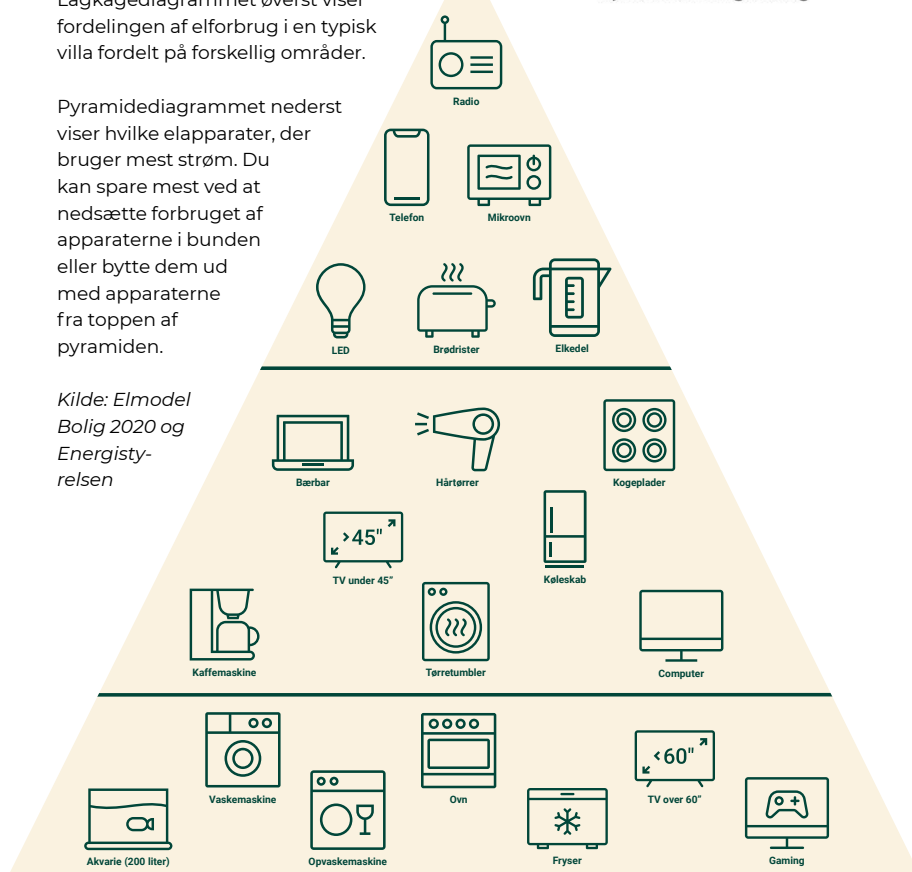 Lagkagediagrammet øverst viser
fordelingen af elforbrug i en typisk
villa fordelt på forskellig områder.
Pyramidediagrammet nederst
viser hvilke elapparater, der
bruger mest strøm. Du
kan spare mest ved at
nedsætte forbruget af
apparaterne i bunden
eller bytte dem ud
med apparaterne
fra toppen af
pyramiden.
Kilde: Elmodel
Bolig 2020 og
Energisty-
relsen
Radio
Telefon
Mikroovn
LED
Brødrister
Elkedel
Bærbar
Hårtørrer
Kogeplader
>45"
TV under 45"
Køleskab
Kaffemaskine
Tørretumbler
Computer
Vaskemaskine
Ovn
<60"
TV over 60"
Akvarie (200 liter)
Opvaskemaskine
Fryser
Gaming